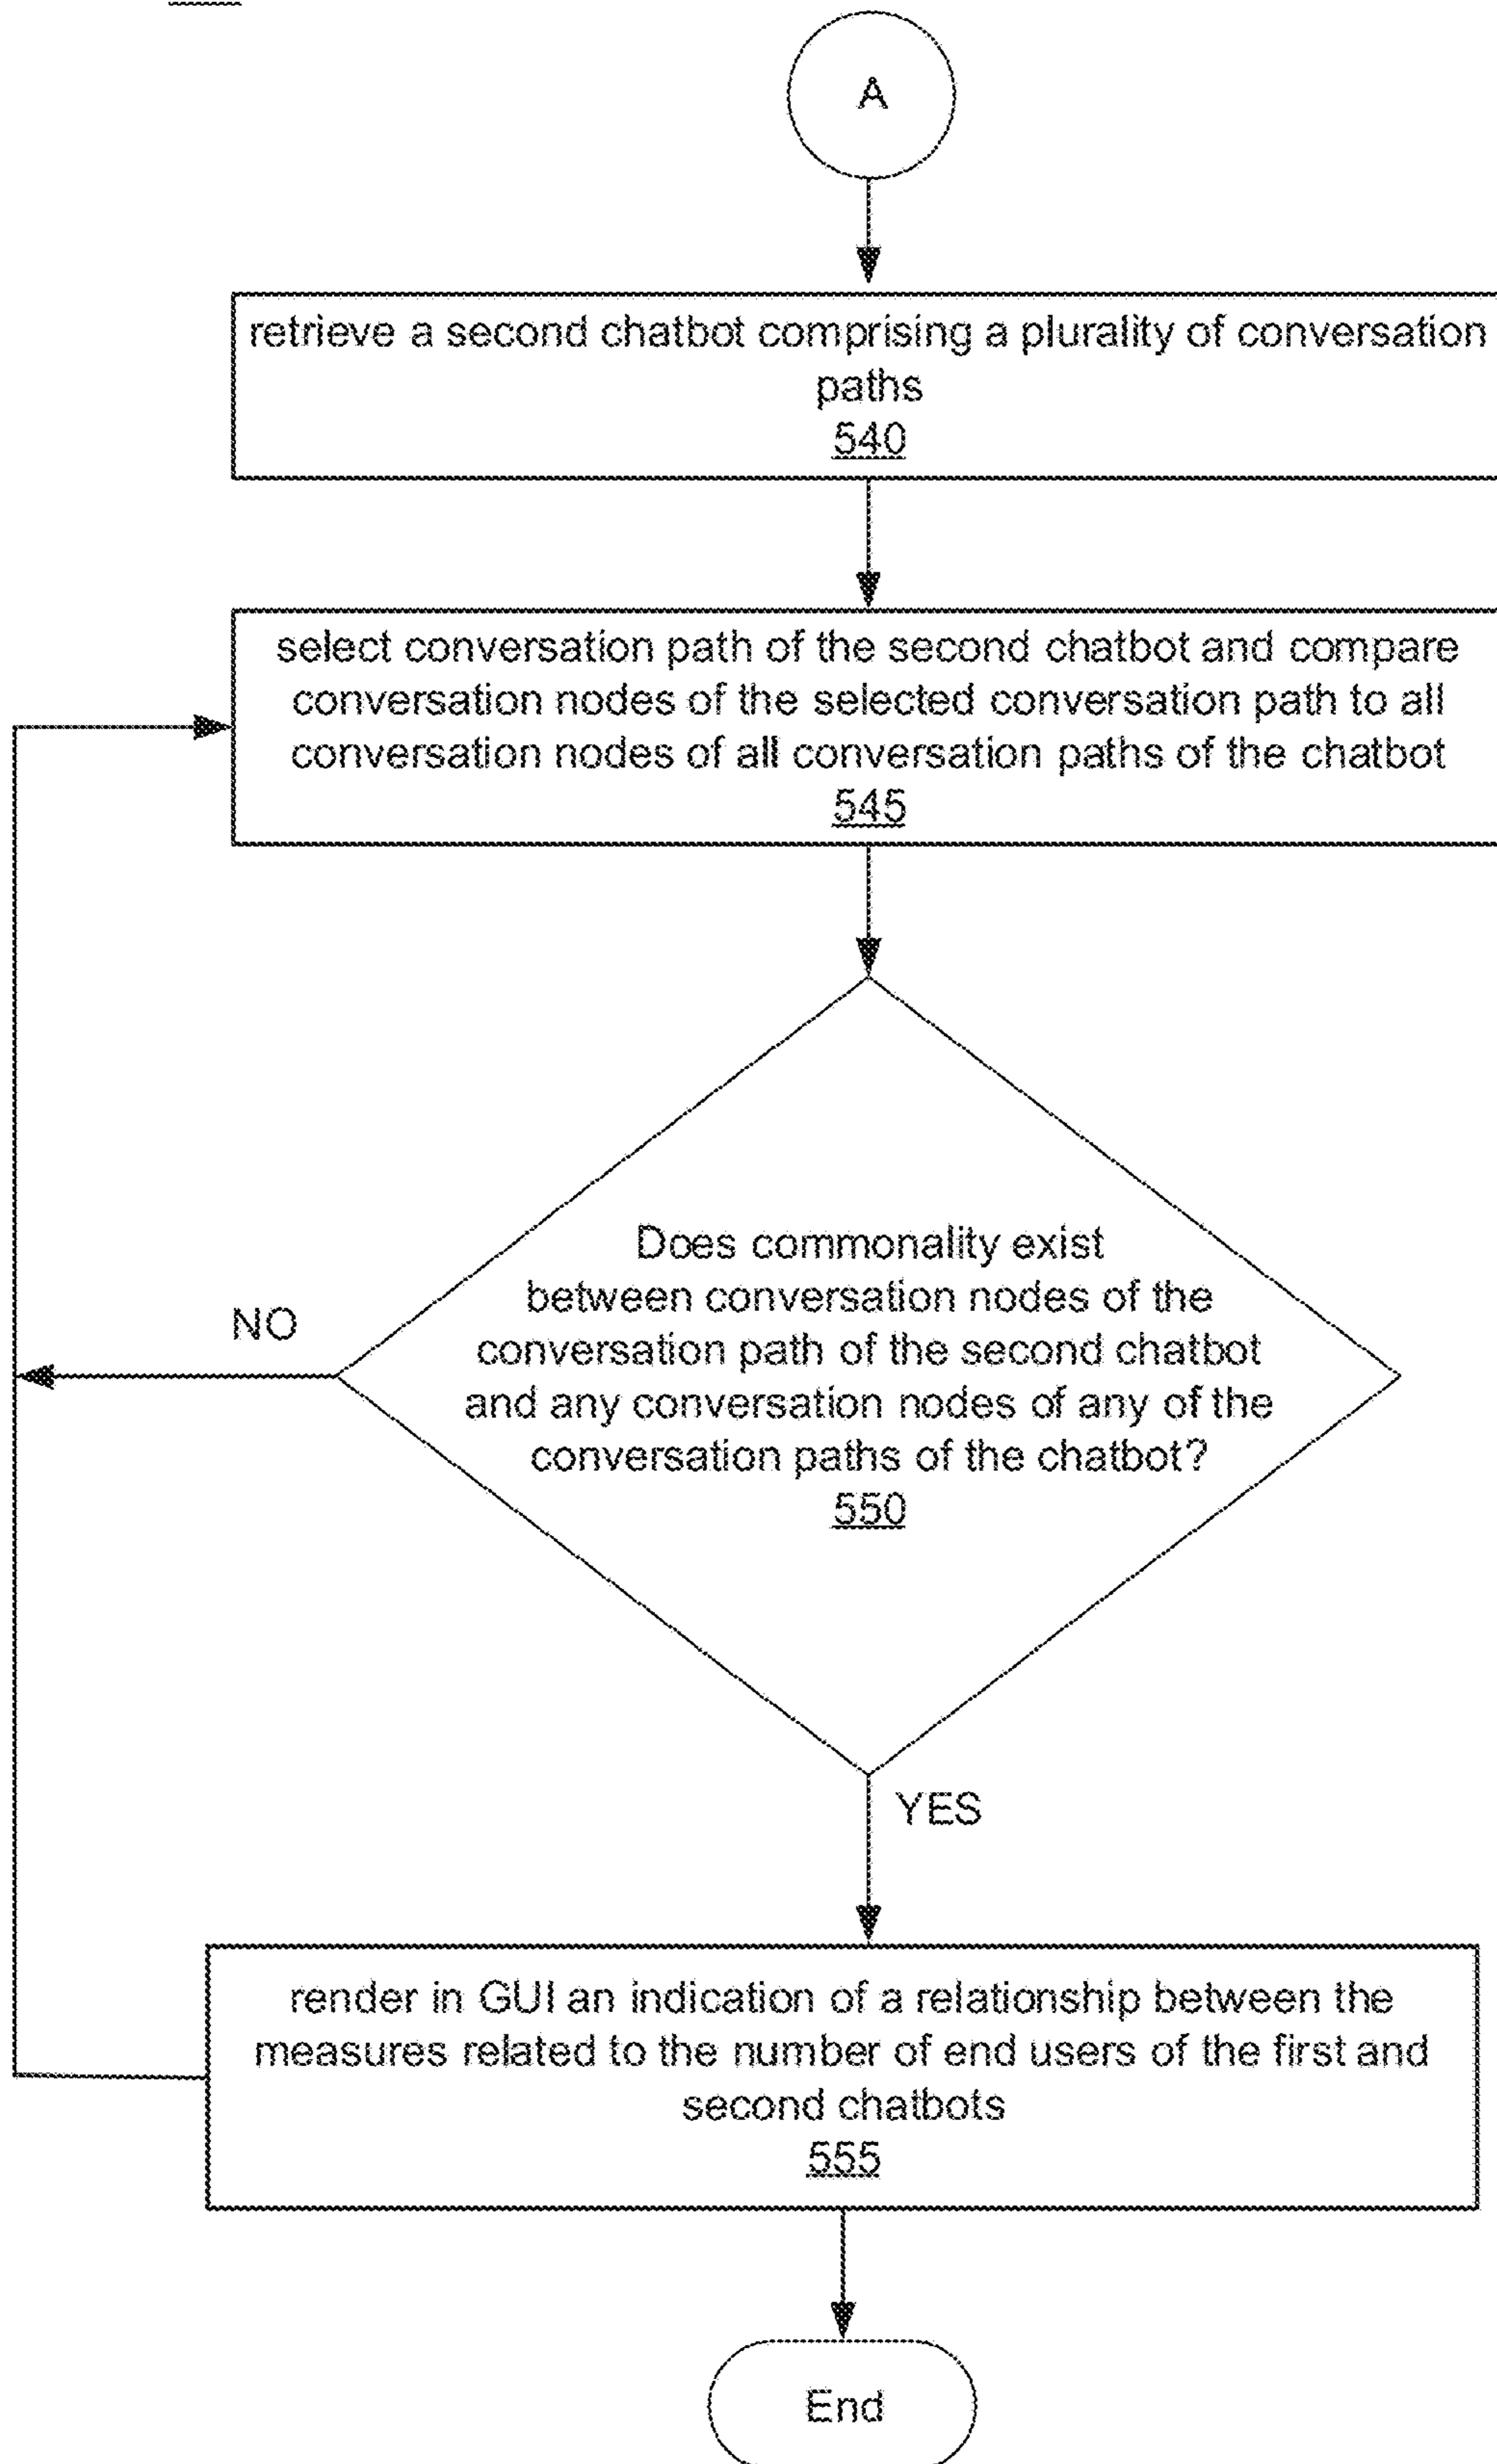 A
retrieve a second chatbot comprising a plurality of conversation
paths
540
select conversation path of the second chatbot and compare
conversation nodes of the selected conversation path to all
conversation nodes of all conversation paths of the chatbot
545
Does commonality exist
between conversation nodes of the
conversation path of the second chatbot
and any conversation nodes of any of the
conversation paths of the chatbot?
550
NO
YES
render in GUI an indication of a relationship between the
measures related to the number of end users of the first and
second chatbots
555
End